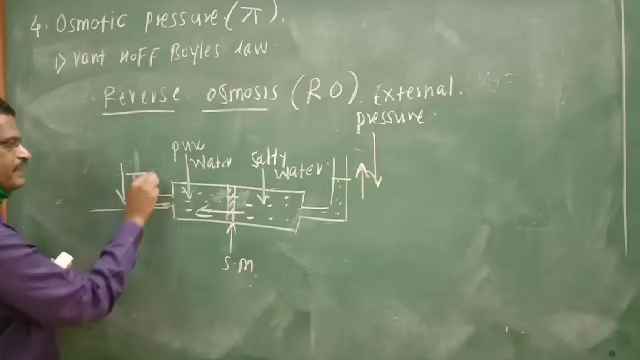 4. Osmotic pressure (π).
1) Vant Hoff Boyles law.
Reverse osmosis (RO). External pressure.
pure water
salty water
S.M.